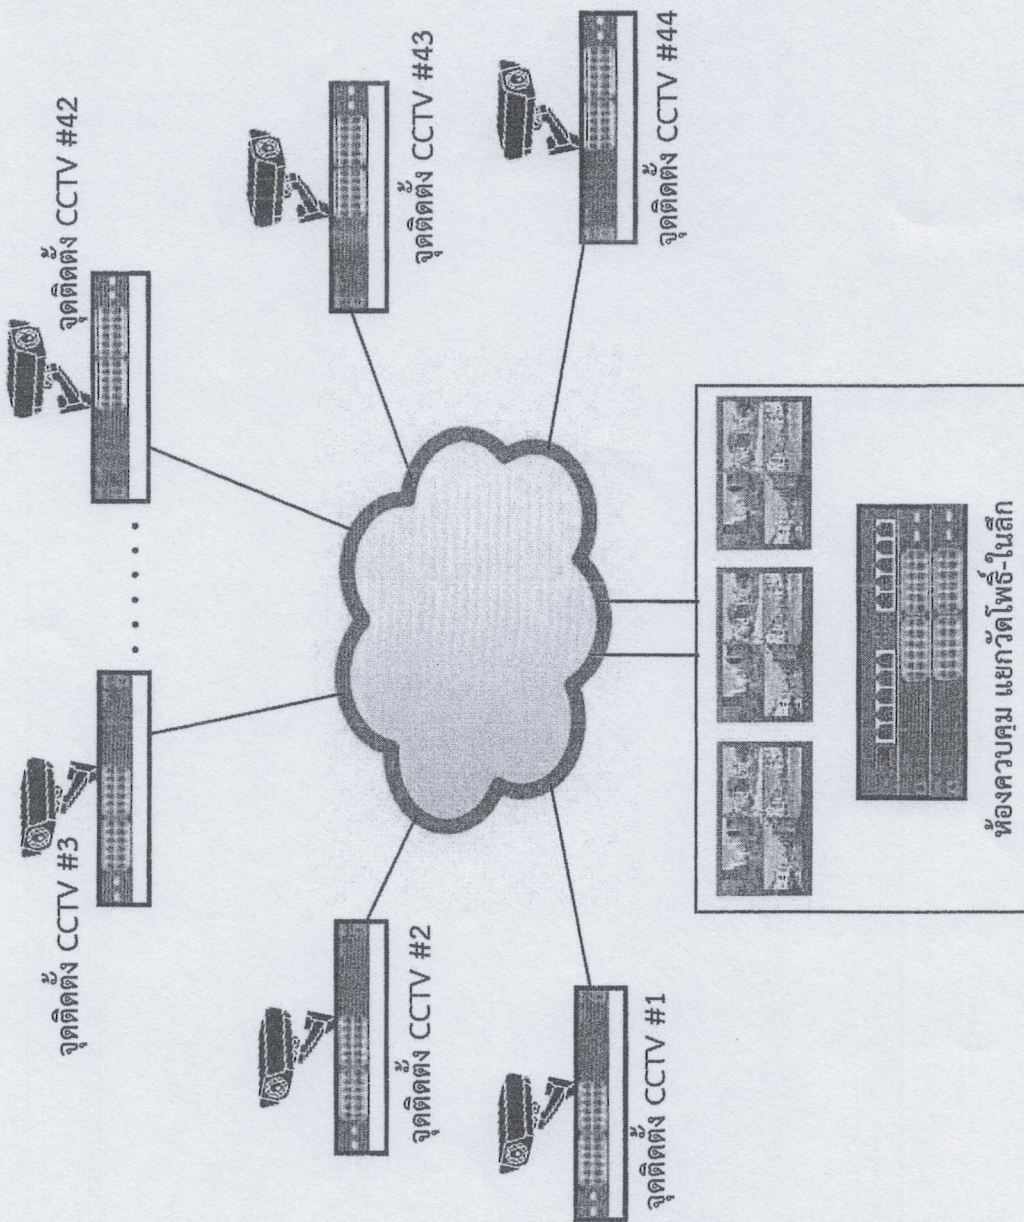 จุดติดตั้ง CCTV #3
จุดติดตั้ง CCTV #42
จุดติดตั้ง CCTV #2
จุดติดตั้ง CCTV #43
จุดติดตั้ง CCTV #1
จุดติดตั้ง CCTV #44
ห้องควบคุม แยกวัดโพธิ์-ในลึก